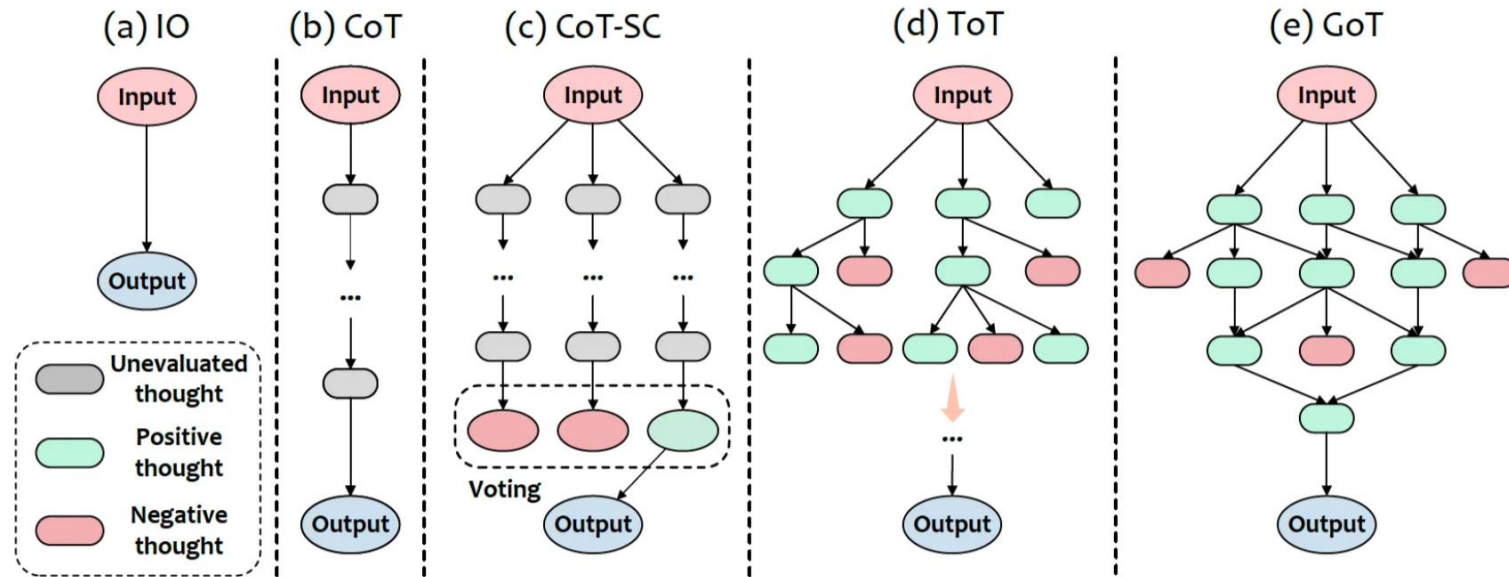 (a) IO
Input
Output
Unevaluated
thought
Positive
thought
Negative
thought
(b) CoT
Input
...
Output
(c) CoT-SC
Input
... ... ...
Voting
Output
(d) ToT
Input
...
Output
(e) GoT
Input
Output